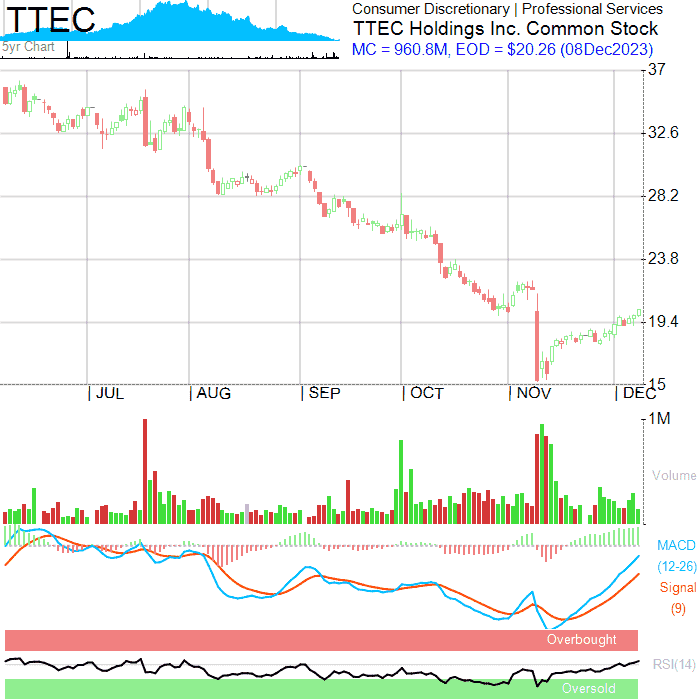 TTEC
5yr Chart
Consumer Discretionary | Professional Services
TTEC Holdings Inc. Common Stock
MC = 960.8M, EOD = $20.26 (08Dec2023)
37
32.6
28.2
23.8
19.4
15
| JUL | AUG | SEP | OCT | NOV | DEC
1M
Volume
MACD
(12-26)
Signal
(9)
Overbought
RSI(14)
Oversold